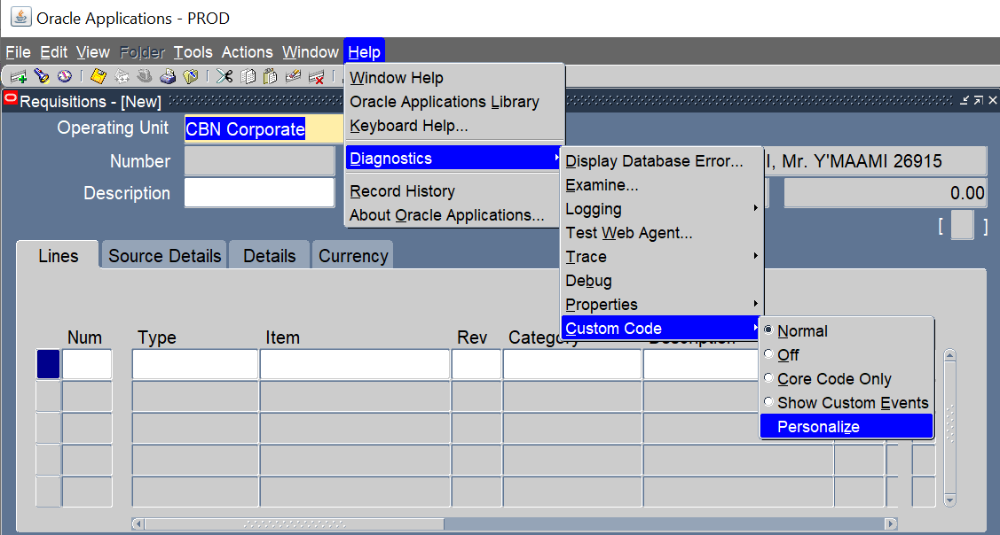 Oracle Applications - PROD
File Edit View Folder Tools Actions Window Help
Requisitions - [New]
Operating Unit CBN Corporate
Number
Description
Window Help
Oracle Applications Library
Keyboard Help...
Diagnostics
Record History
About Oracle Applications...
Display Database Error...
Examine...
Logging
Test Web Agent...
Trace
Debug
Properties
Custom Code
Normal
Off
Core Code Only
Show Custom Events
Personalize
I, Mr. Y'MAAMI 26915
0.00
[ ]
Lines Source Details Details Currency
Num Type Item Rev Category Description